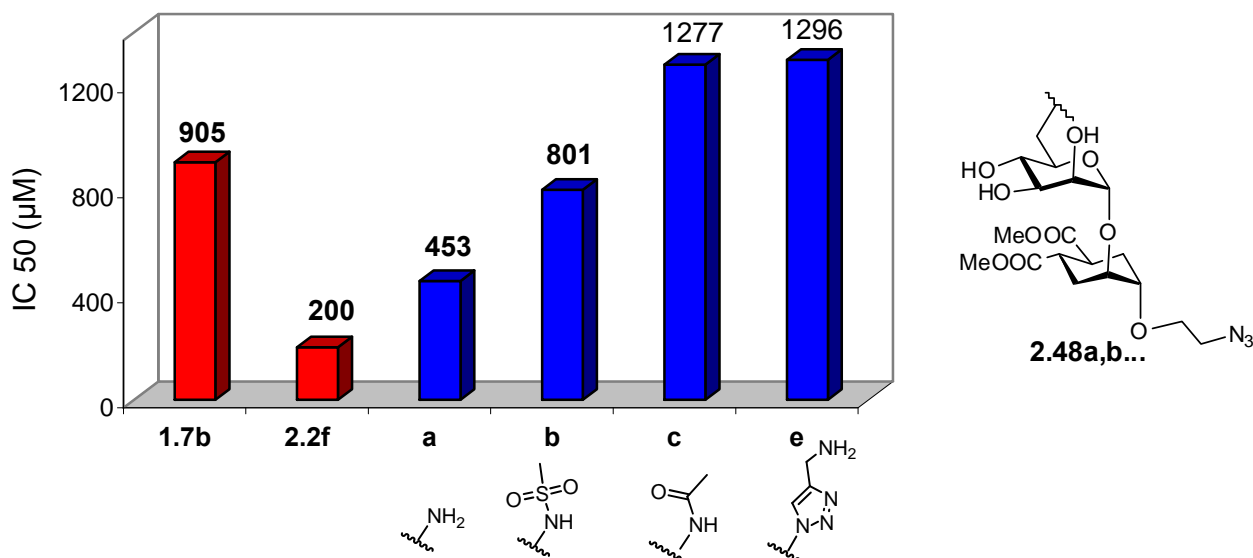 IC 50 (µM)
1200
800
400
0
905
200
453
801
1277
1296
1.7b
2.2f
a
b
c
e
NH₂
O=S=O
NH
O
NH
NH₂
N
N
N
OH
HO
HO
O
O
MeOOC
MeOOC
O
N₃
2.48a,b...